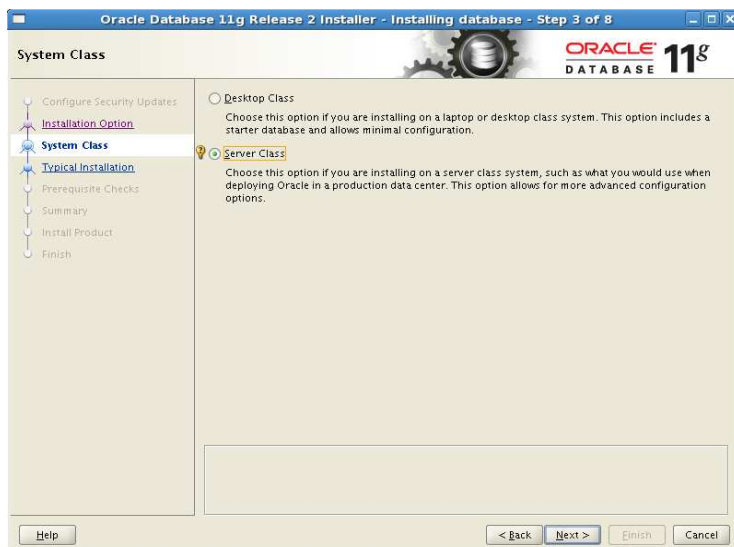 Oracle Database 11g Release 2 Installer - Installing database - Step 3 of 8
System Class
ORACLE
DATABASE
11g
Configure Security Updates
Installation Option
System Class
Typical Installation
Prerequisite Checks
Summary
Install Product
Finish
Desktop Class
Choose this option if you are installing on a laptop or desktop class system. This option includes a
starter database and allows minimal configuration.
Server Class
Choose this option if you are installing on a server class system, such as what you would use when
deploying Oracle in a production data center. This option allows for more advanced configuration
options.
Help
< Back
Next >
Finish
Cancel